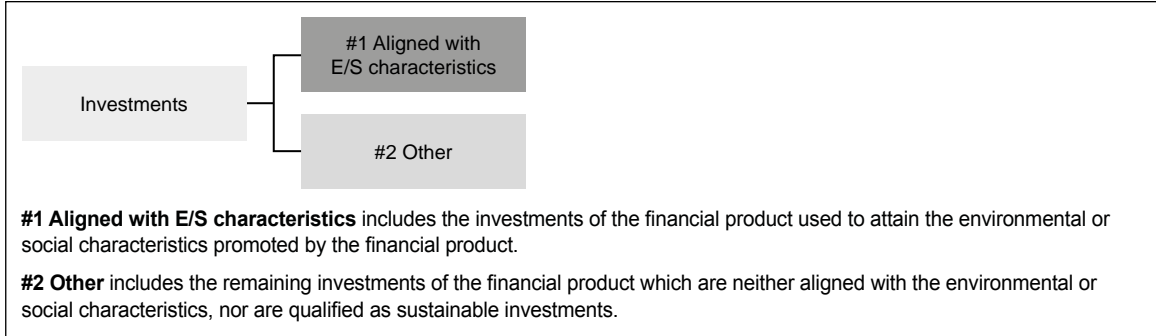 #1 Aligned with
E/S characteristics
Investments
#2 Other
#1 Aligned with E/S characteristics includes the investments of the financial product used to attain the environmental or
social characteristics promoted by the financial product.
#2 Other includes the remaining investments of the financial product which are neither aligned with the environmental or
social characteristics, nor are qualified as sustainable investments.